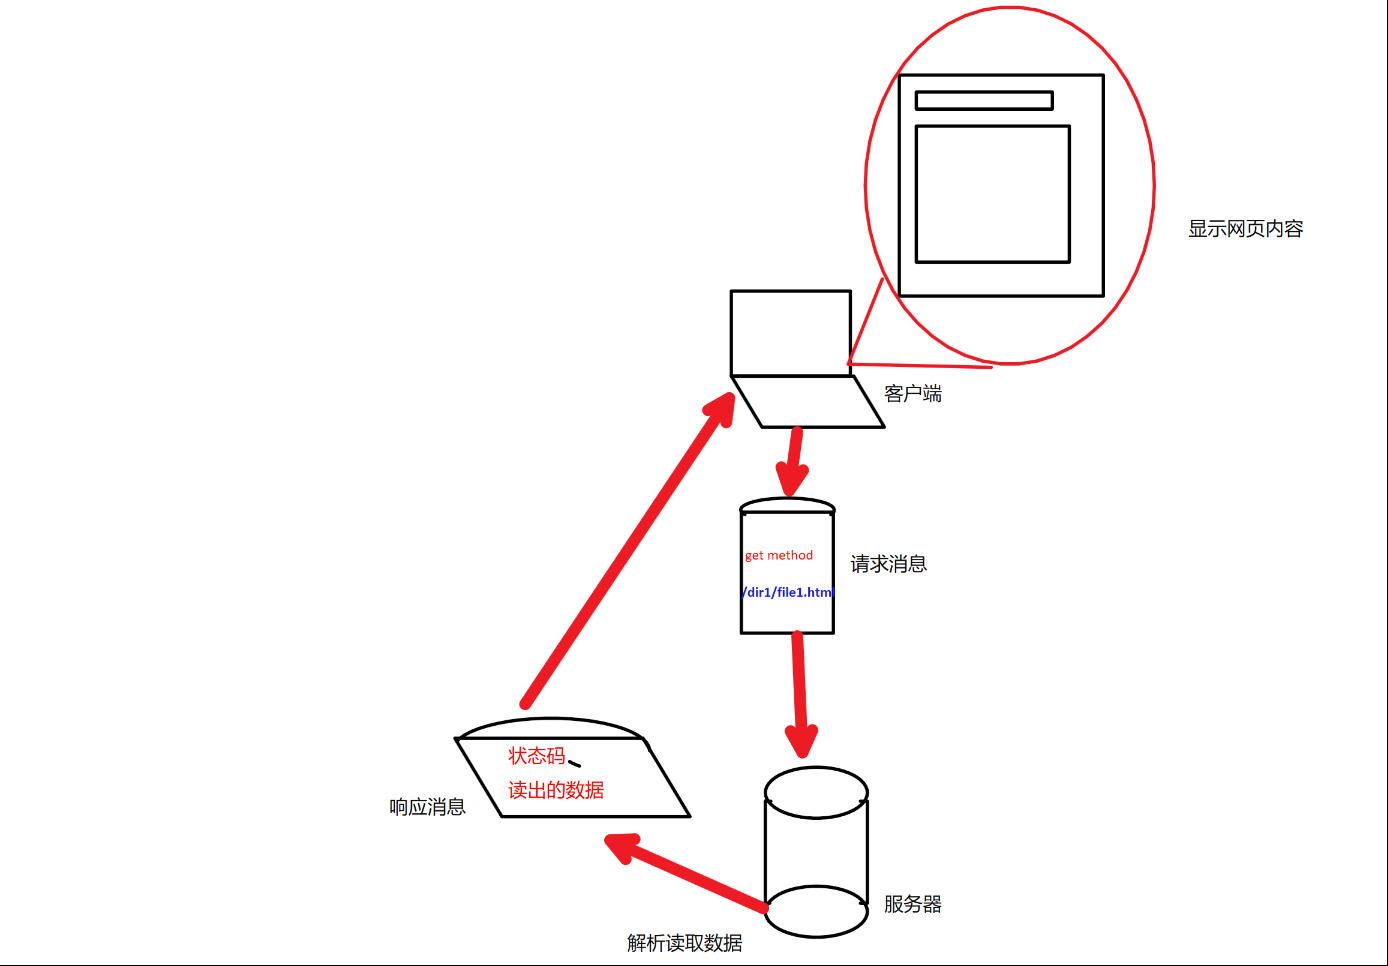 显示网页内容
客户端
get method
请求消息
/dir1/file1.html
状态码、
读出的数据
响应消息
服务器
解析读取数据